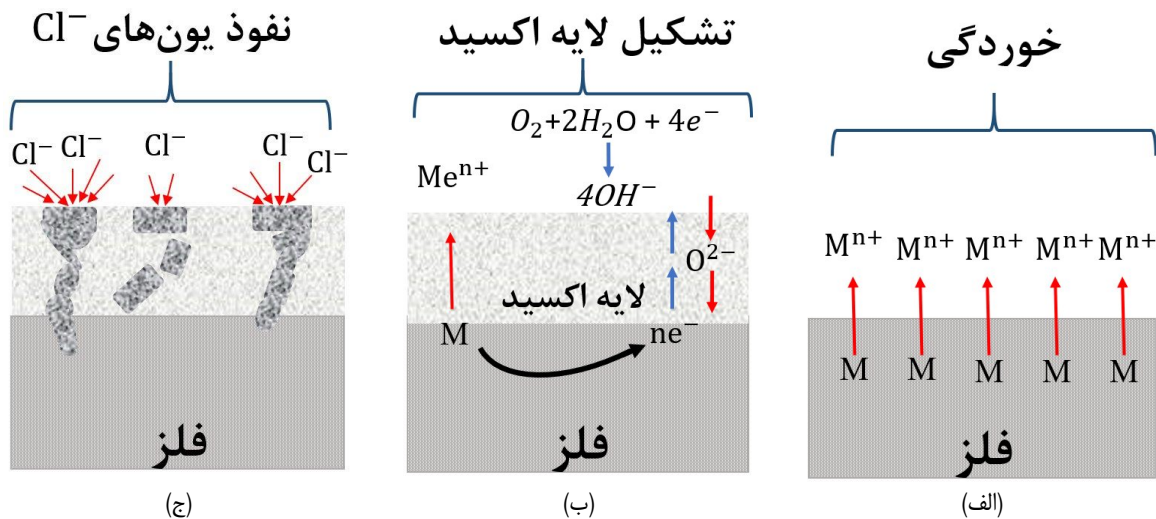 خوردگی
Mⁿ⁺ Mⁿ⁺ Mⁿ⁺ Mⁿ⁺ Mⁿ⁺
M M M M M
فلز
(الف)
تشکیل لایه اکسید
O₂+2H₂O + 4e⁻
4OH⁻
Meⁿ⁺
O²⁻
لایه اکسید
M
ne⁻
فلز
(ب)
نفوذ یون‌های Cl⁻
Cl⁻ Cl⁻ Cl⁻ Cl⁻ Cl⁻
فلز
(ج)